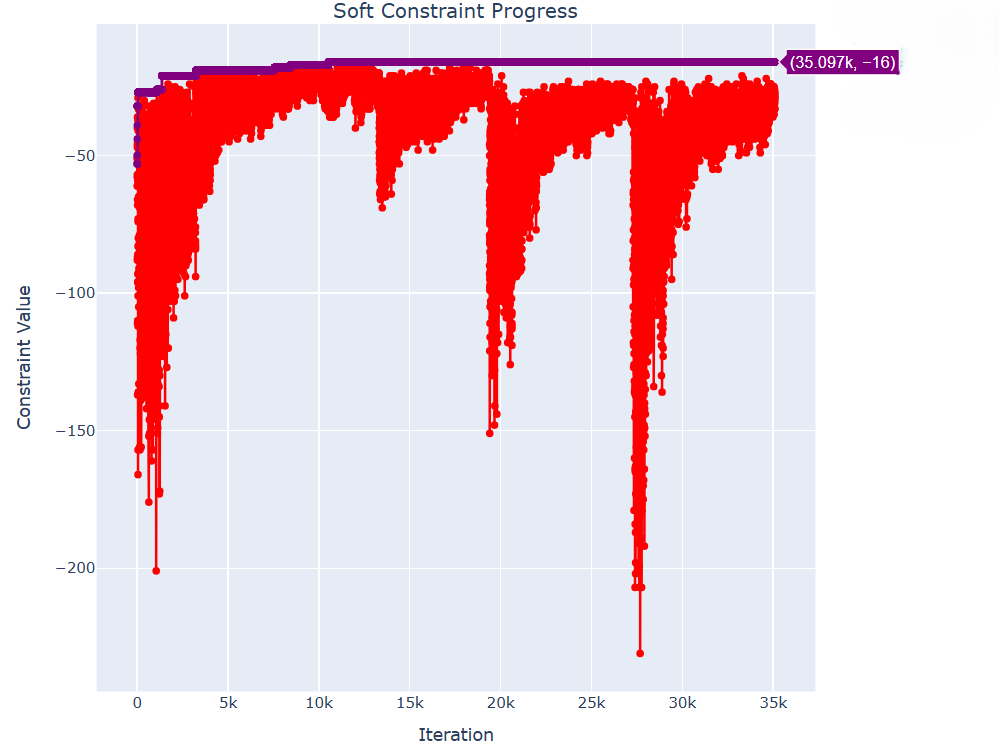 Soft Constraint Progress
(35.097k, −16)
−50
−100
−150
−200
Constraint Value
0 5k 10k 15k 20k 25k 30k 35k
Iteration